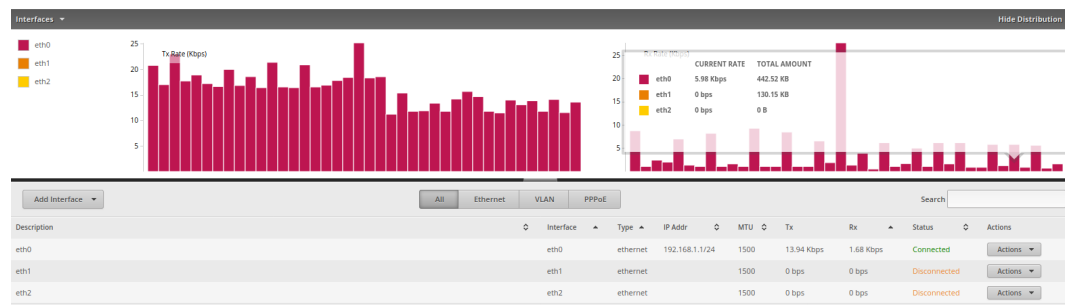 Interfaces Hide Distribution
eth0
eth1
eth2
Tx Rate (Kbps)
25
20
15
10
5
Rx Rate (Kbps)
25
20
15
10
5
CURRENT RATE TOTAL AMOUNT
eth0 5.98 Kbps 442.52 KB
eth1 0 bps 130.15 KB
eth2 0 bps 0 B
Add Interface All Ethernet VLAN PPPoE Search
Description Interface Type IP Addr MTU Tx Rx Status Actions
eth0 eth0 ethernet 192.168.1.1/24 1500 13.94 Kbps 1.68 Kbps Connected Actions
eth1 eth1 ethernet 1500 0 bps 0 bps Disconnected Actions
eth2 eth2 ethernet 1500 0 bps 0 bps Disconnected Actions